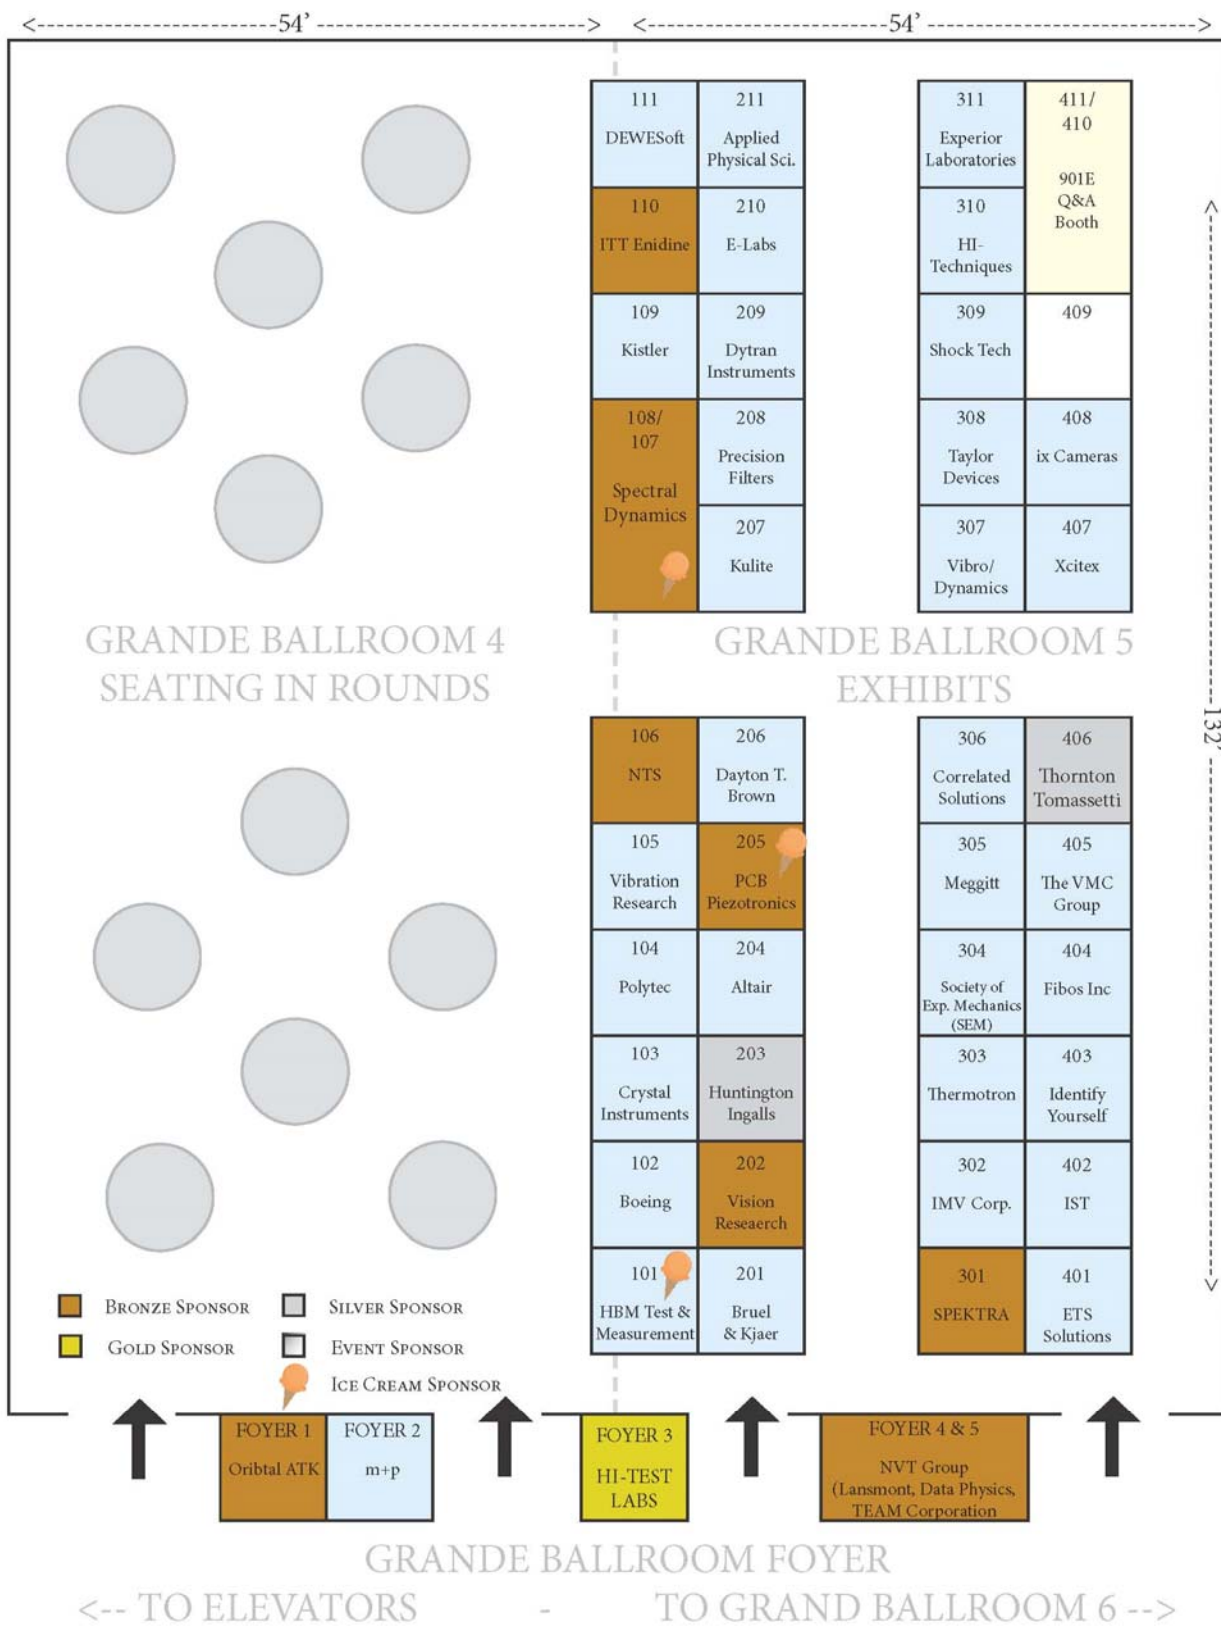 <---54’---> <---54’--->
111
DEWESoft
211
Applied
Physical Sci.
311
Experior
Laboratories
411/
410
901E
Q&A
Booth
110
ITT Enidine
210
E-Labs
310
HI-
Techniques
109
Kistler
209
Dytran
Instruments
309
Shock Tech
409
108/
107
Spectral
Dynamics
208
Precision
Filters
308
Taylor
Devices
408
ix Cameras
207
Kulite
307
Vibro/
Dynamics
407
Xcitex
GRANDE BALLROOM 4
SEATING IN ROUNDS
GRANDE BALLROOM 5
EXHIBITS
132’
106
NTS
206
Dayton T.
Brown
306
Correlated
Solutions
406
Thornton
Tomassetti
105
Vibration
Research
205
PCB
Piezotronics
305
Meggitt
405
The VMC
Group
104
Polytec
204
Altair
304
Society of
Exp. Mechanics
(SEM)
404
Fibos Inc
103
Crystal
Instruments
203
Huntington
Ingalls
303
Thermotron
403
Identify
Yourself
102
Boeing
202
Vision
Reseaerch
302
IMV Corp.
402
IST
101
HBM Test &
Measurement
201
Bruel
& Kjaer
301
SPEKTRA
401
ETS
Solutions
Bronze Sponsor
Silver Sponsor
Gold Sponsor
Event Sponsor
Ice Cream Sponsor
FOYER 1
Oribtal ATK
FOYER 2
m+p
FOYER 3
HI-TEST
LABS
FOYER 4 & 5
NVT Group
(Lansmont, Data Physics,
TEAM Corporation
GRANDE BALLROOM FOYER
<-- TO ELEVATORS - TO GRAND BALLROOM 6 -->